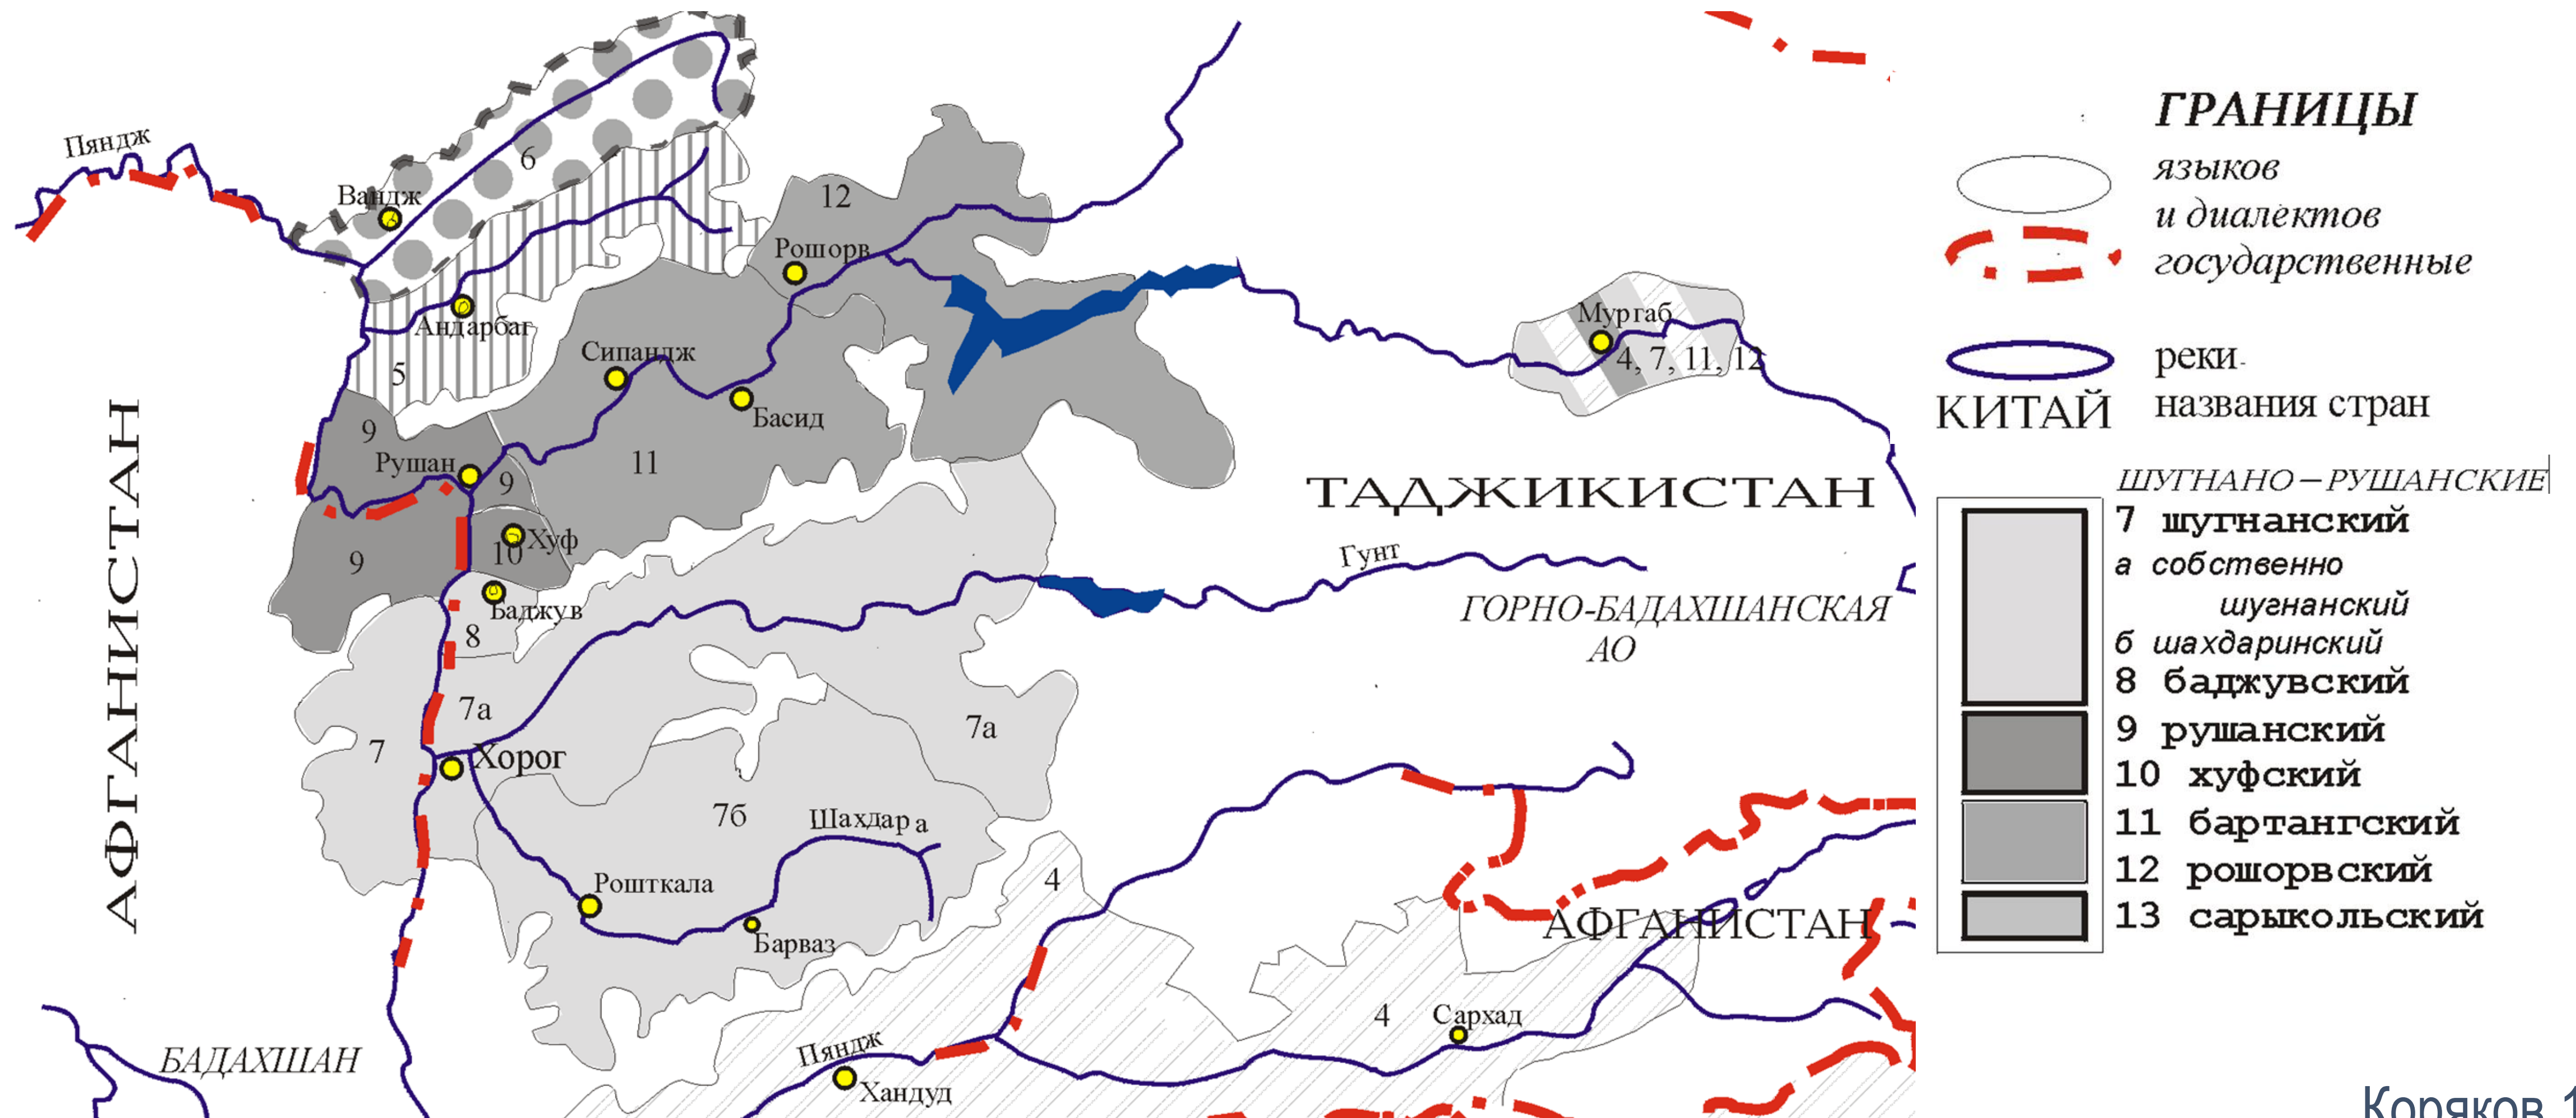 Пяндж
Вандж
6
12
Рошорв
Андарбаг
5
Сипандж
Басид
Мургаб
4, 7, 11, 12
9
Рушан
9
11
9
10
Хуф
Баджув
8
7а
7
Хорог
7а
7б
Шахдара
Рошткала
Барваз
4
4
Сархад
Пяндж
Хандуд
Гунт
АФГАНИСТАН
ТАДЖИКИСТАН
ГОРНО-БАДАХШАНСКАЯ
АО
АФГАНИСТАН
БАДАХШАН
ГРАНИЦЫ
языков
и диалектов
государственные
реки
КИТАЙ названия стран
ШУГНАНО-РУШАНСКИЕ
7 шугнанский
а собственно
шугнанский
б шахдаринский
8 баджувский
9 рушанский
10 хуфский
11 бартангский
12 рошорвский
13 сарыкольский
Коряков